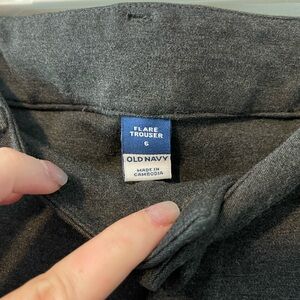 FLARE
TROUSER
6
OLD NAVY
MADE IN
CAMBODIA